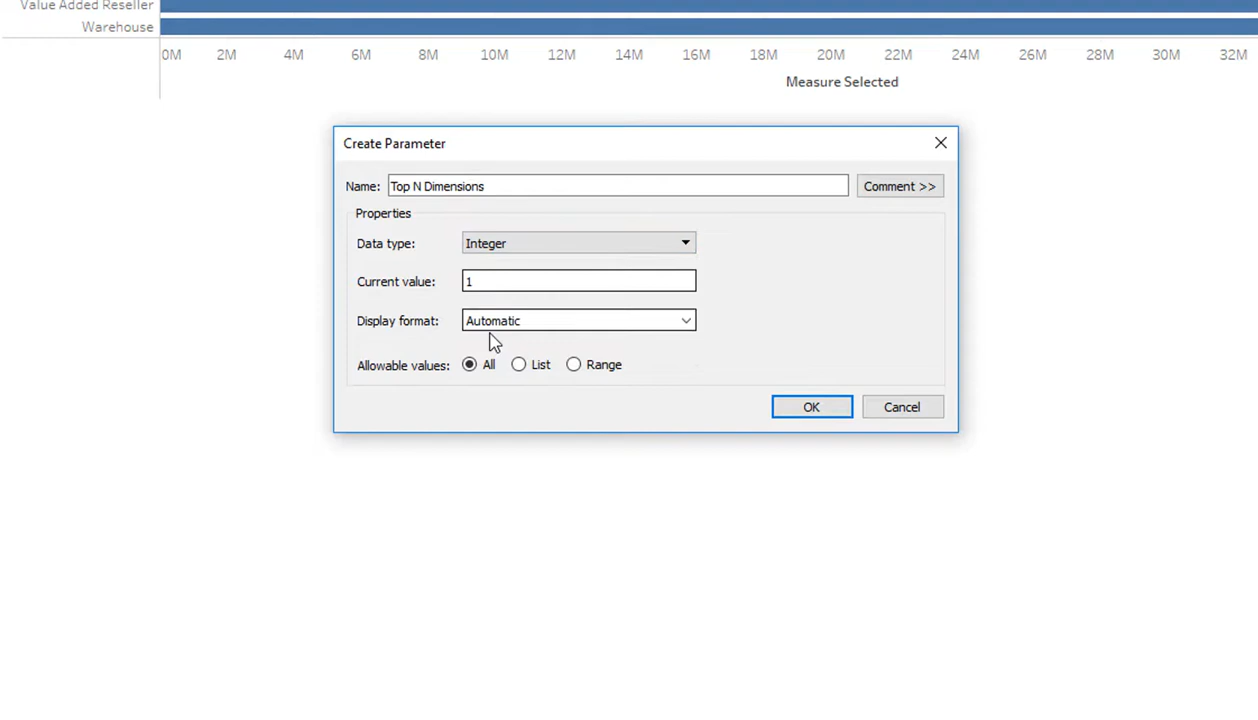 Value Added Reseller
Warehouse
0M 2M 4M 6M 8M 10M 12M 14M 16M 18M 20M 22M 24M 26M 28M 30M 32M
Measure Selected
Create Parameter
Name: Top N Dimensions Comment >>
Properties
Data type: Integer
Current value: 1
Display format: Automatic
Allowable values: All List Range
OK Cancel